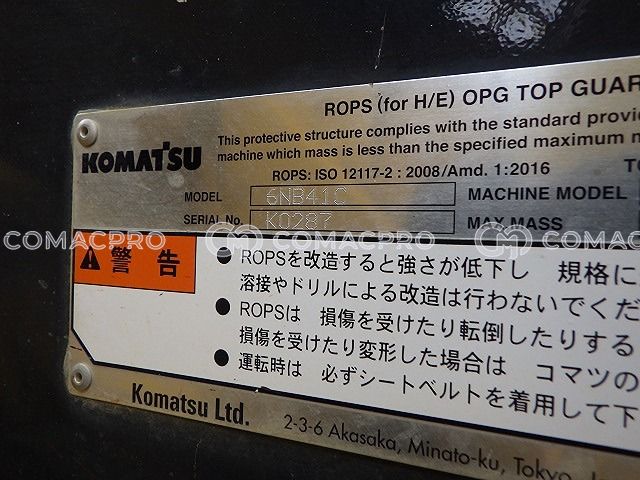 ROPS (for H/E) OPG TOP GUAR
KOMATSU
This protective structure complies with the standard provi
machine which mass is less than the specified maximum m
ROPS: ISO 12117-2 : 2008/Amd. 1:2016
TO
MODEL 6NB41C MACHINE MODEL
SERIAL No. K0287 MAX MASS
COMACPRO COMACPRO COMACPRO
警告
● ROPSを改造すると強さが低下し 規格に
溶接やドリルによる改造は行わないでくだ
● ROPSは 損傷を受けたり転倒したりする
損傷を受けたり変形した場合は コマツの
● 運転時は 必ずシートベルトを着用して下
Komatsu Ltd.
2-3-6 Akasaka, Minato-ku, Tokyo, J